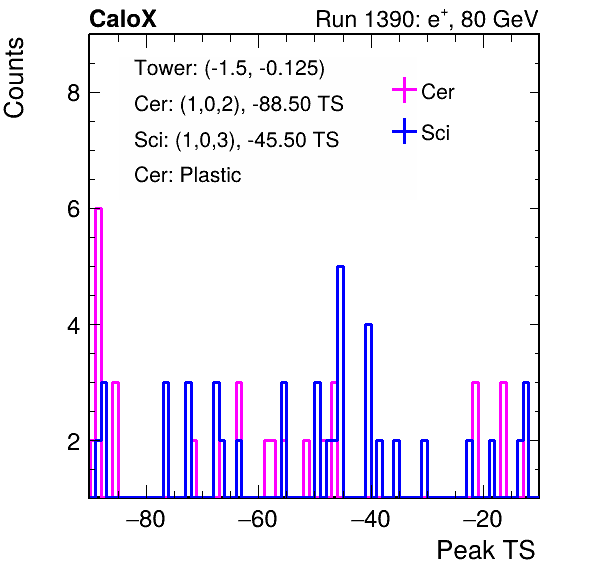 CaloX Run 1390: e⁺, 80 GeV
Counts
Tower: (-1.5, -0.125)
Cer: (1,0,2), -88.50 TS
Sci: (1,0,3), -45.50 TS
Cer: Plastic
Cer
Sci
8
6
4
2
−80 −60 −40 −20
Peak TS